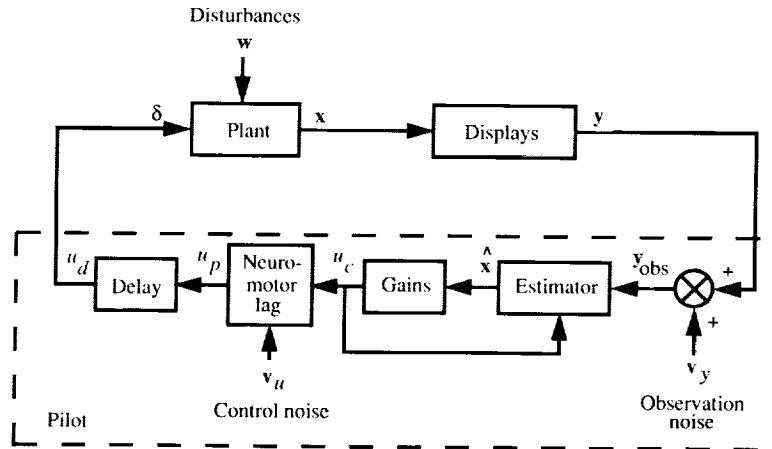 Disturbances
w
δ
Plant
x
Displays
y
u_d
Delay
u_p
Neuro-
motor
lag
u_c
Gains
x̂
Estimator
y_obs
+
+
v_u
Control noise
v_y
Observation
noise
Pilot